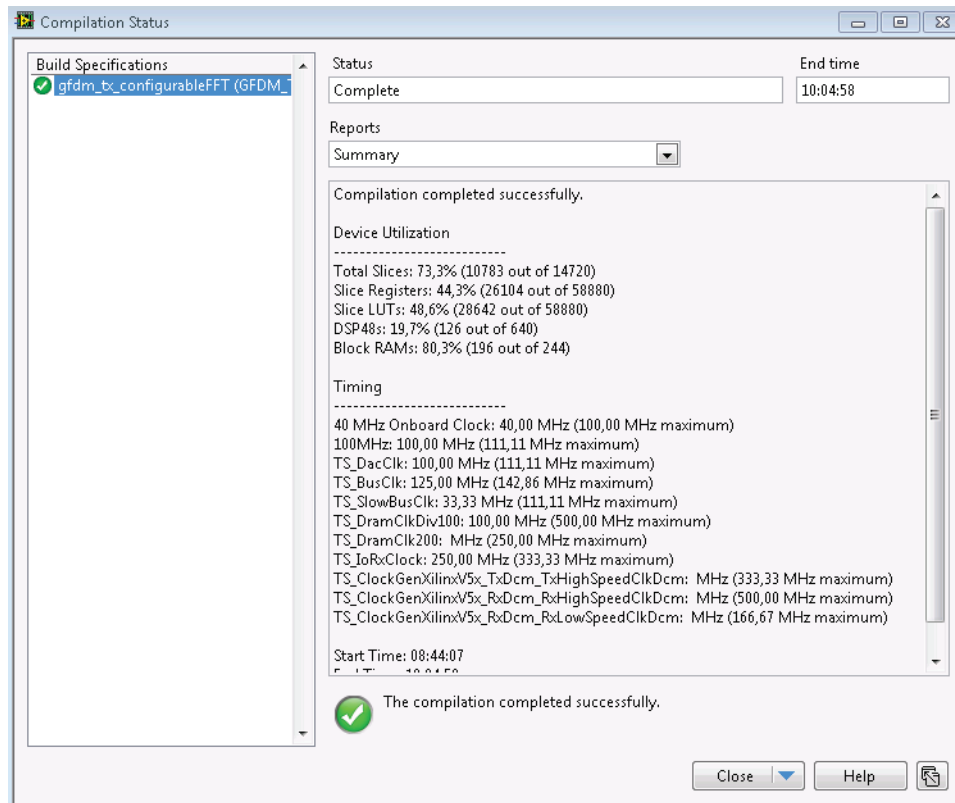 Compilation Status
Build Specifications
gfdm_tx_configurableFFT (GFDM_
Status
End time
Complete
10:04:58
Reports
Summary
Compilation completed successfully.
Device Utilization
---------------------------
Total Slices: 73,3% (10783 out of 14720)
Slice Registers: 44,3% (26104 out of 58880)
Slice LUTs: 48,6% (28642 out of 58880)
DSP48s: 19,7% (126 out of 640)
Block RAMs: 80,3% (196 out of 244)
Timing
---------------------------
40 MHz Onboard Clock: 40,00 MHz (100,00 MHz maximum)
100MHz: 100,00 MHz (111,11 MHz maximum)
TS_DacClk: 100,00 MHz (111,11 MHz maximum)
TS_BusClk: 125,00 MHz (142,86 MHz maximum)
TS_SlowBusClk: 33,33 MHz (111,11 MHz maximum)
TS_DramClkDiv100: 100,00 MHz (500,00 MHz maximum)
TS_DramClk200:  MHz (250,00 MHz maximum)
TS_IoRxClock: 250,00 MHz (333,33 MHz maximum)
TS_ClockGenXilinxV5x_TxDcm_TxHighSpeedClkDcm:  MHz (333,33 MHz maximum)
TS_ClockGenXilinxV5x_RxDcm_RxHighSpeedClkDcm:  MHz (500,00 MHz maximum)
TS_ClockGenXilinxV5x_RxDcm_RxLowSpeedClkDcm:  MHz (166,67 MHz maximum)
Start Time: 08:44:07
The compilation completed successfully.
Close
Help